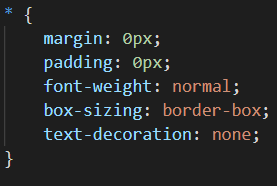 * {
margin: 0px;
padding: 0px;
font-weight: normal;
box-sizing: border-box;
text-decoration: none;
}